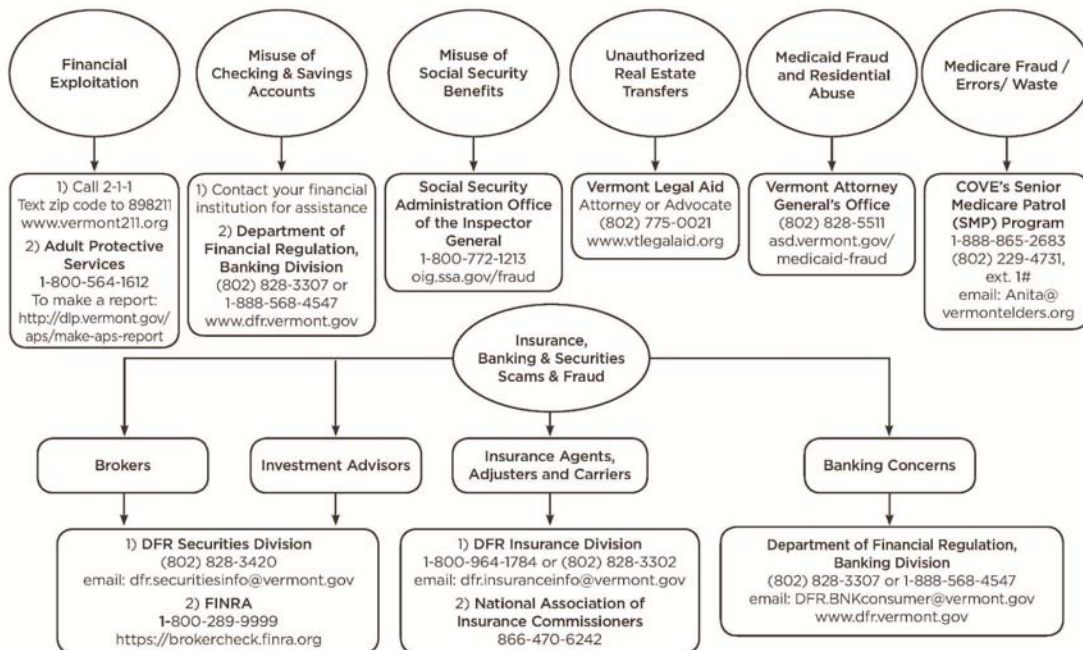 Financial
Exploitation
Misuse of
Checking & Savings
Accounts
Misuse of
Social Security
Benefits
Unauthorized
Real Estate
Transfers
Medicaid Fraud
and Residential
Abuse
Medicare Fraud /
Errors/ Waste
1) Call 2-1-1
Text zip code to 898211
www.vermont211.org
2) Adult Protective
Services
1-800-564-1612
To make a report:
http://dlp.vermont.gov/
aps/make-aps-report
1) Contact your financial
institution for assistance
2) Department of
Financial Regulation,
Banking Division
(802) 828-3307 or
1-888-568-4547
www.dfr.vermont.gov
Social Security
Administration Office
of the Inspector
General
1-800-772-1213
oig.ssa.gov/fraud
Vermont Legal Aid
Attorney or Advocate
(802) 775-0021
www.vtlegalaid.org
Vermont Attorney
General's Office
(802) 828-5511
asd.vermont.gov/
medicaid-fraud
COVE's Senior
Medicare Patrol
(SMP) Program
1-888-865-2683
(802) 229-4731,
ext. 1#
email: Anita@
vermontelders.org
Insurance,
Banking & Securities
Scams & Fraud
Brokers
Investment Advisors
Insurance Agents,
Adjusters and Carriers
Banking Concerns
1) DFR Securities Division
(802) 828-3420
email: dfr.securitiesinfo@vermont.gov
2) FINRA
1-800-289-9999
https://brokercheck.finra.org
1) DFR Insurance Division
1-800-964-1784 or (802) 828-3302
email: dfr.insuranceinfo@vermont.gov
2) National Association of
Insurance Commissioners
866-470-6242
Department of Financial Regulation,
Banking Division
(802) 828-3307 or 1-888-568-4547
email: DFR.BNKconsumer@vermont.gov
www.dfr.vermont.gov